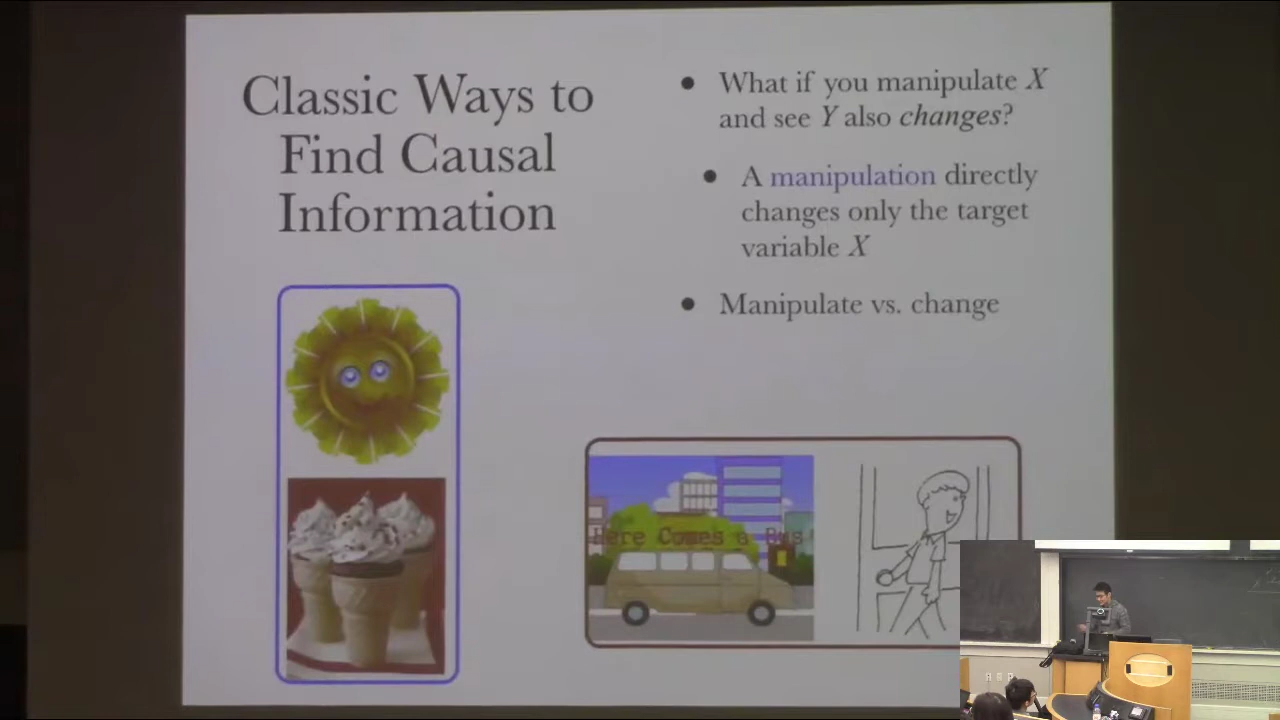 Classic Ways to
Find Causal
Information
• What if you manipulate X
and see Y also changes?
• A manipulation directly
changes only the target
variable X
• Manipulate vs. change
Here Comes a Bus!